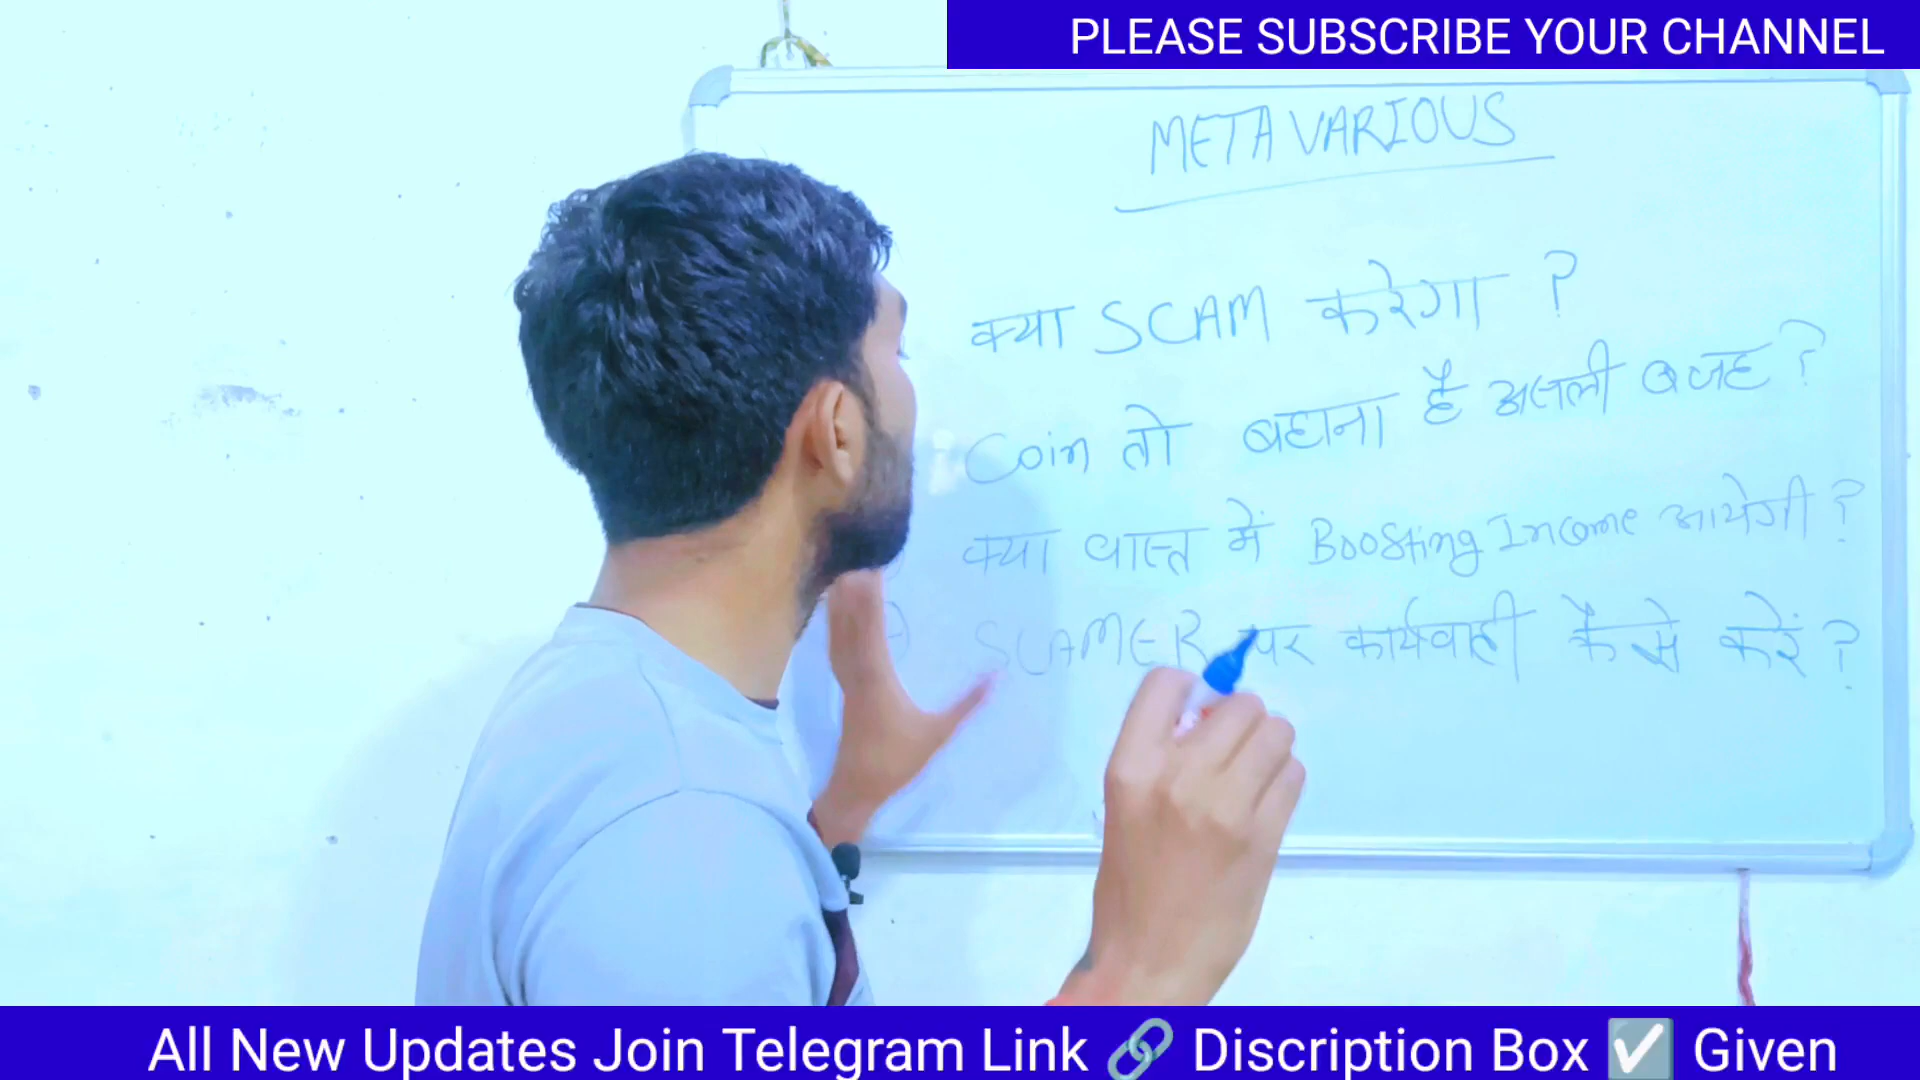 PLEASE SUBSCRIBE YOUR CHANNEL
META VARIOUS
क्या SCAM करेगा ?
Coin तो बहाना है असली वजह ?
क्या वास्त में Boosting Income आयेगी ?
SCAMER पर कार्यवाही कैसे करें ?
All New Updates Join Telegram Link 🔗 Discription Box ☑️ Given